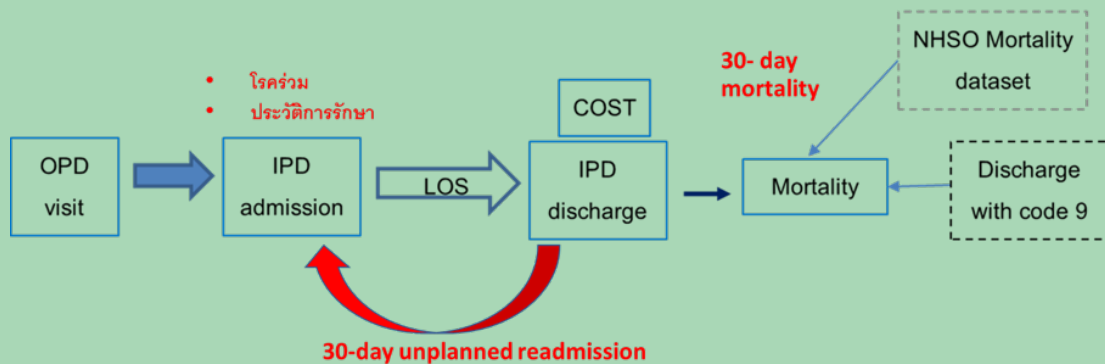 NHSO Mortality
dataset
30- day
mortality
• โรคร่วม
• ประวัติการรักษา
COST
OPD
visit
IPD
admission
LOS
IPD
discharge
Mortality
Discharge
with code 9
30-day unplanned readmission